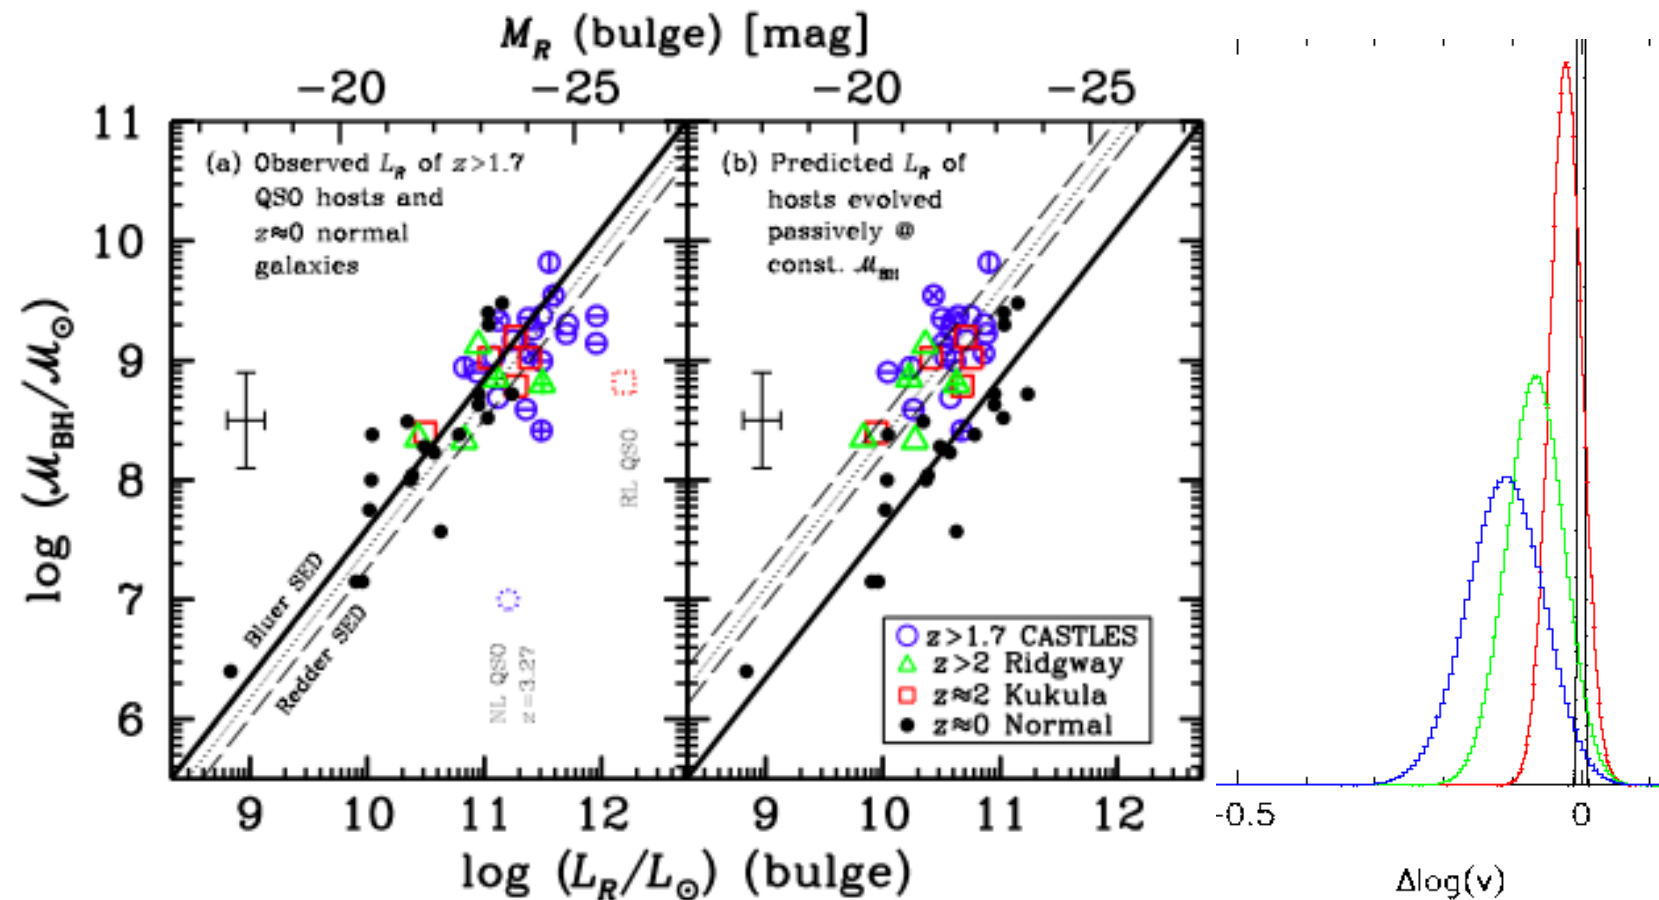 M_R (bulge) [mag]
−20 −25 −20 −25
11
10
9
8
7
6
log (ℳ_BH/ℳ_⊙)
(a) Observed L_R of z>1.7
QSO hosts and
z≈0 normal
galaxies
Bluer SED
Redder SED
NL QSO
z=3.27
RL QSO
(b) Predicted L_R of
hosts evolved
passively @
const. ℳ_BH
z>1.7 CASTLES
z>2 Ridgway
z≈2 Kukula
z≈0 Normal
9 10 11 12 9 10 11 12
log (L_R/L_⊙) (bulge)
-0.5 0
Δlog(v)